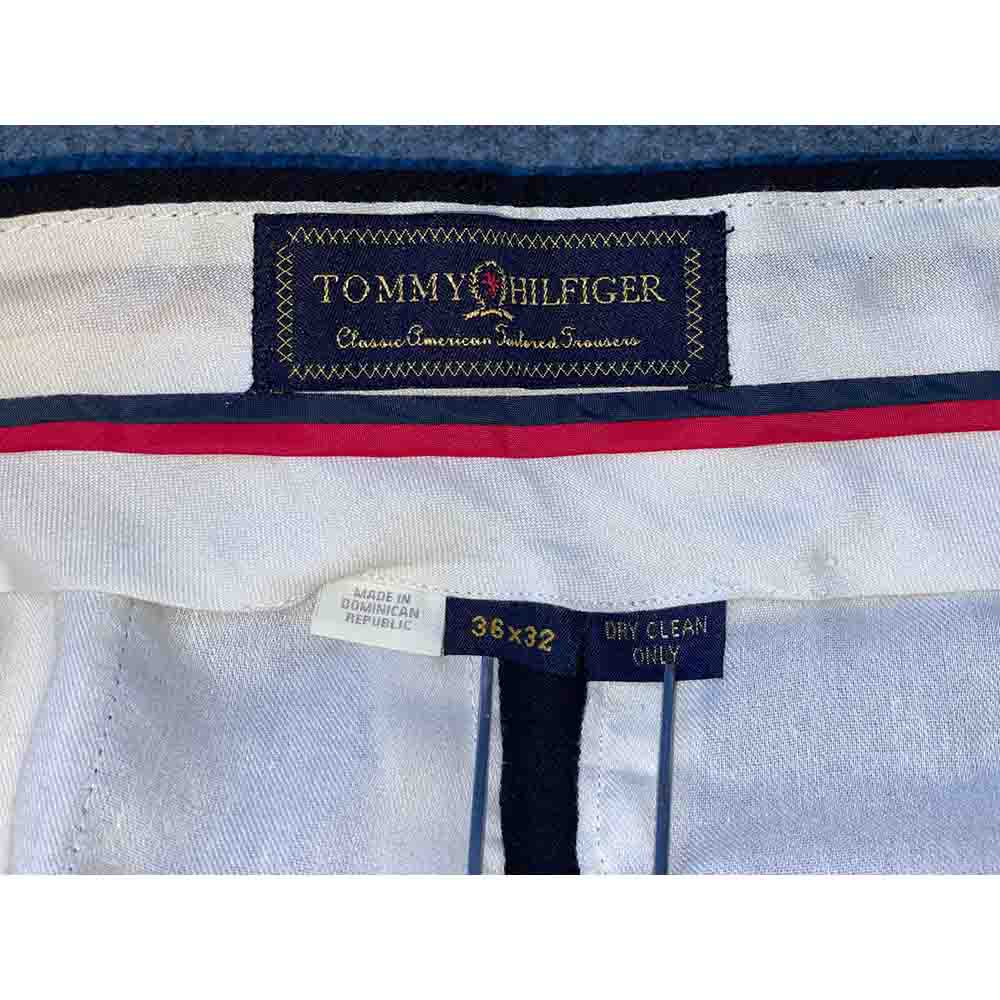 TOMMY HILFIGER
Classic American Tailored Trousers
MADE IN
DOMINICAN
REPUBLIC
36x32
DRY CLEAN
ONLY